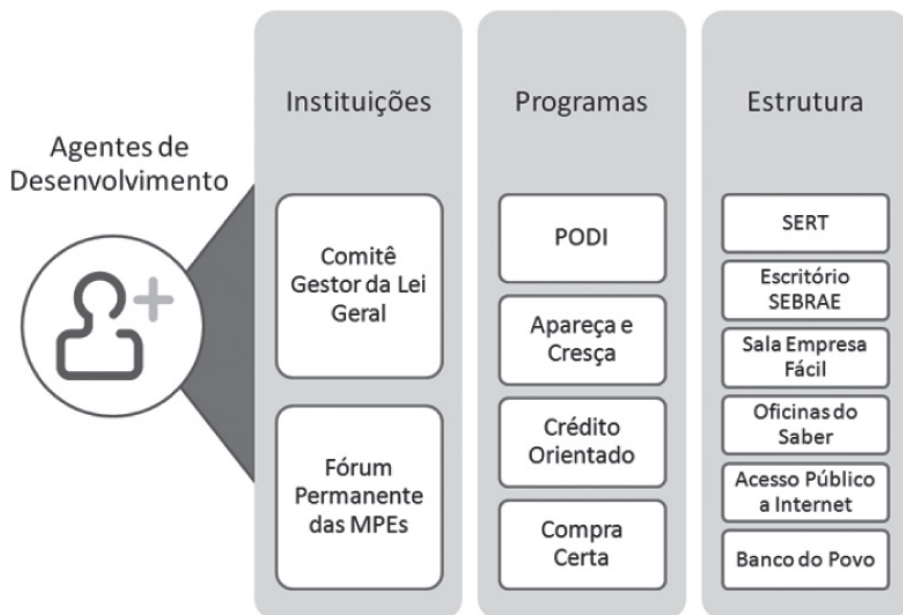 Agentes de
Desenvolvimento
Instituições
Comitê
Gestor da Lei
Geral
Fórum
Permanente
das MPEs
Programas
PODI
Apareça e
Cresça
Crédito
Orientado
Compra
Certa
Estrutura
SERT
Escritório
SEBRAE
Sala Empresa
Fácil
Oficinas do
Saber
Acesso Público
a Internet
Banco do Povo